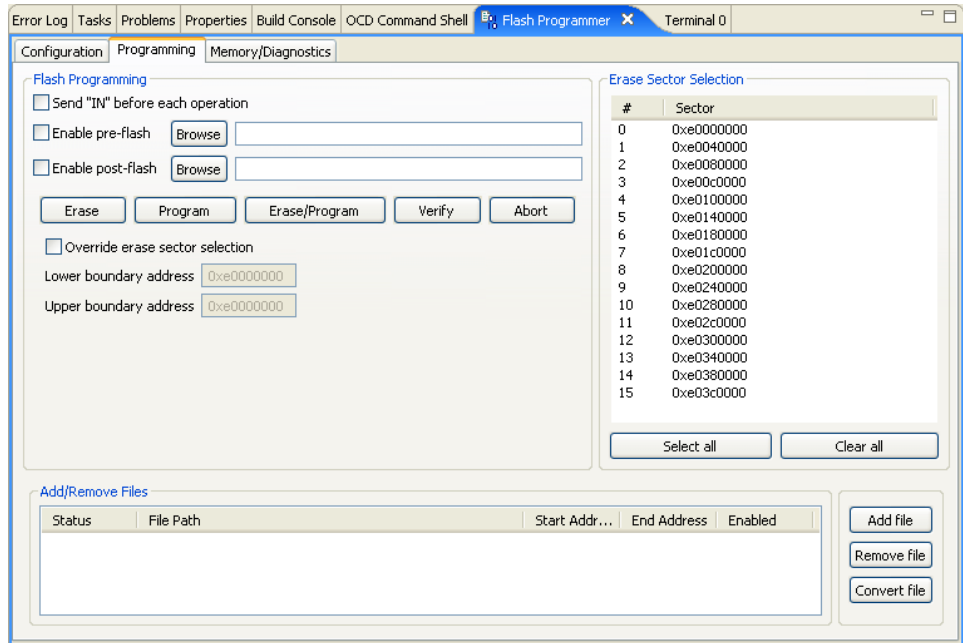 Error Log Tasks Problems Properties Build Console OCD Command Shell Flash Programmer Terminal 0
Configuration Programming Memory/Diagnostics
Flash Programming
Send "IN" before each operation
Enable pre-flash Browse
Enable post-flash Browse
Erase Program Erase/Program Verify Abort
Override erase sector selection
Lower boundary address 0xe0000000
Upper boundary address 0xe0000000
Erase Sector Selection
# Sector
0 0xe0000000
1 0xe0040000
2 0xe0080000
3 0xe00c0000
4 0xe0100000
5 0xe0140000
6 0xe0180000
7 0xe01c0000
8 0xe0200000
9 0xe0240000
10 0xe0280000
11 0xe02c0000
12 0xe0300000
13 0xe0340000
14 0xe0380000
15 0xe03c0000
Select all Clear all
Add/Remove Files
Status File Path Start Addr... End Address Enabled
Add file
Remove file
Convert file